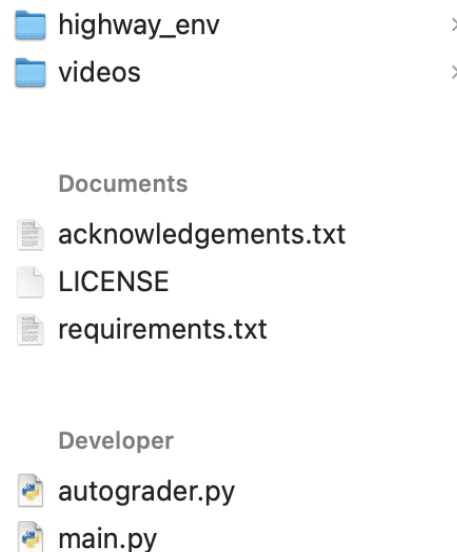 highway_env
videos
Documents
acknowledgements.txt
LICENSE
requirements.txt
Developer
autograder.py
main.py